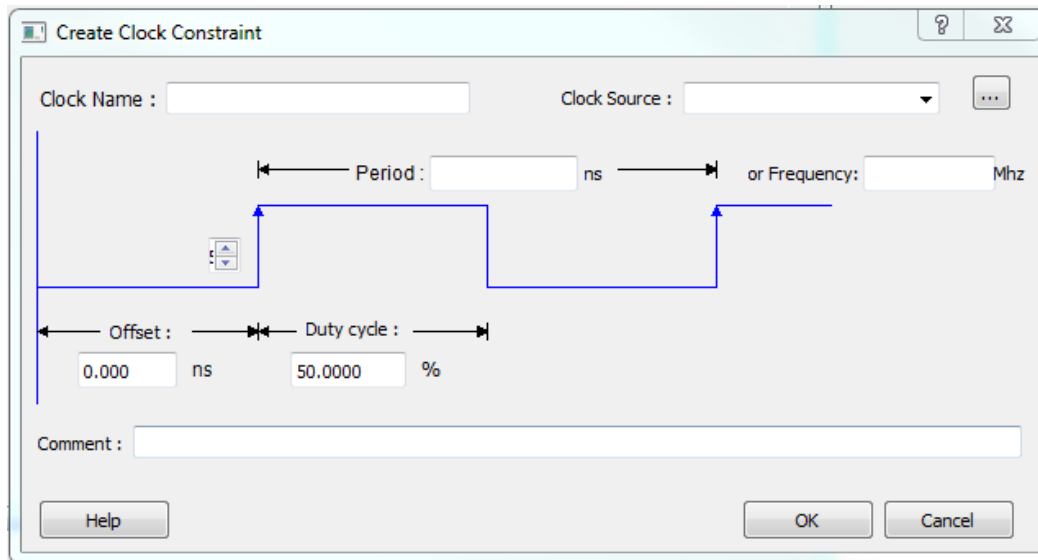 Create Clock Constraint
Clock Name :
Clock Source :
...
Period :
ns
or Frequency:
Mhz
Offset :
Duty cycle :
0.000
ns
50.0000
%
Comment :
Help
OK
Cancel